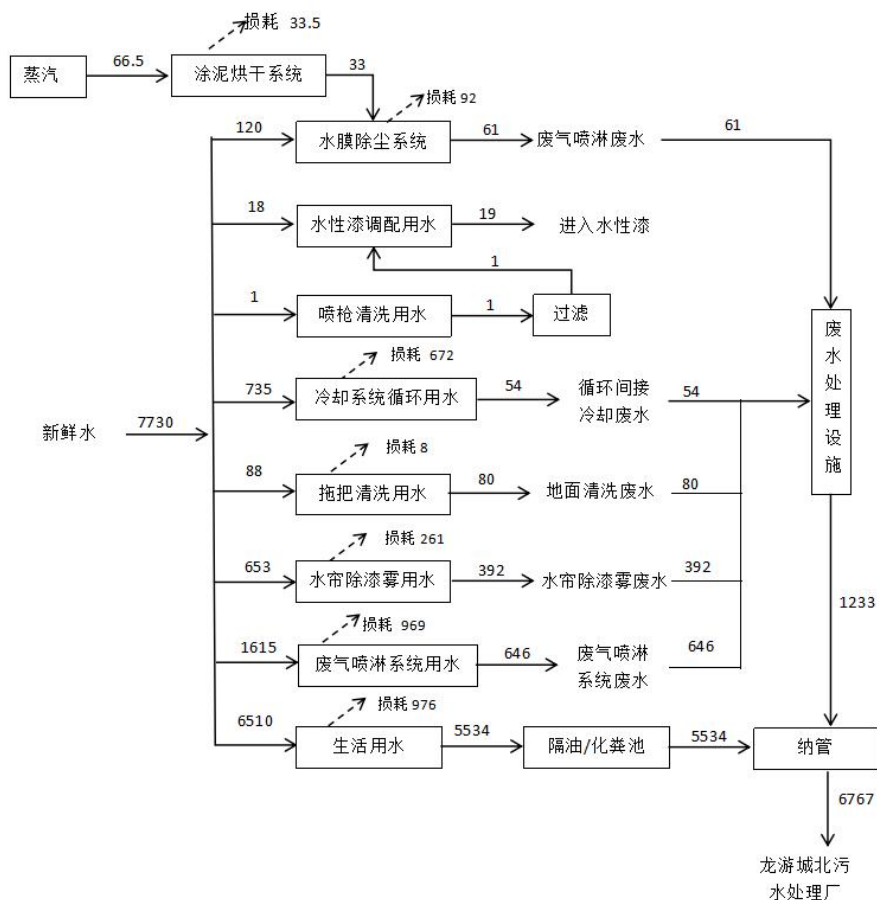 损耗 33.5
蒸汽
66.5
涂泥烘干系统
33
损耗 92
120
水膜除尘系统
61
废气喷淋废水
61
18
水性漆调配用水
19
进入水性漆
1
1
喷枪清洗用水
1
过滤
损耗 672
735
冷却系统循环用水
54
循环间接
冷却废水
54
废水处理设施
新鲜水
7730
损耗 8
88
拖把清洗用水
80
地面清洗废水
80
损耗 261
653
水帘除漆雾用水
392
水帘除漆雾废水
392
1233
损耗 969
1615
废气喷淋系统用水
646
废气喷淋
系统废水
646
损耗 976
6510
生活用水
5534
隔油/化粪池
5534
纳管
6767
龙游城北污
水处理厂